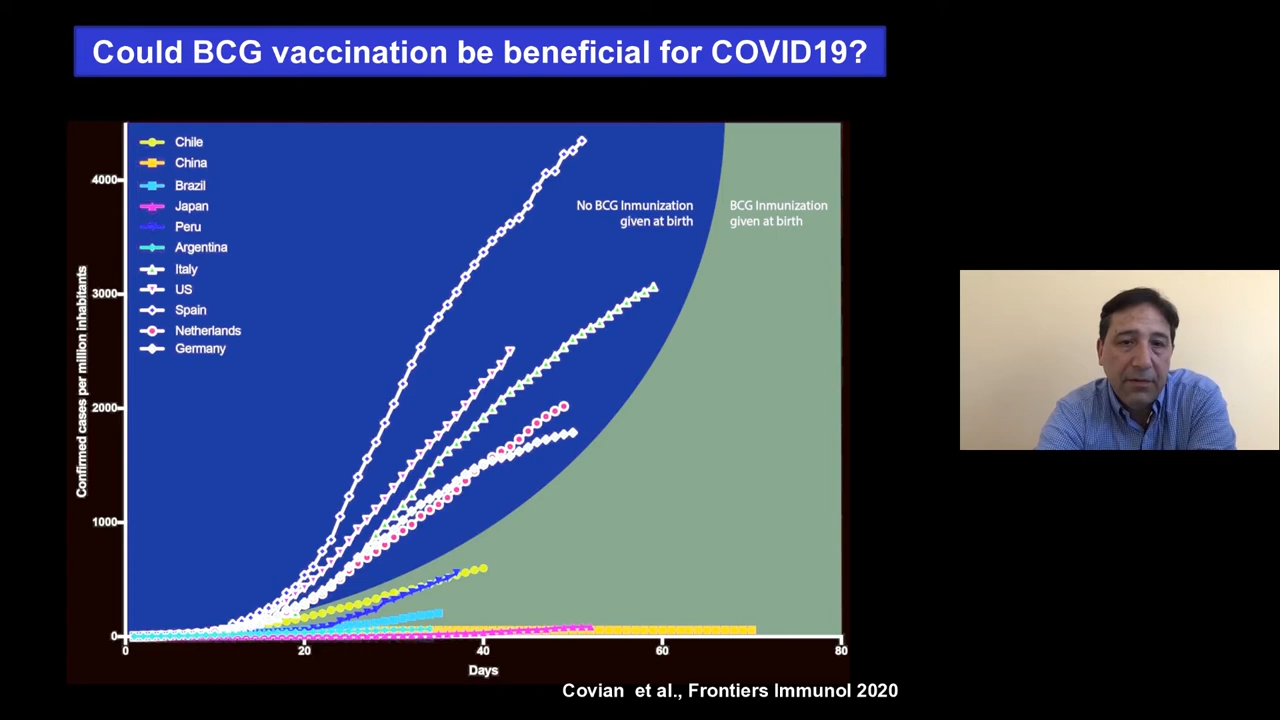 Could BCG vaccination be beneficial for COVID19?
Chile
China
Brazil
Japan
Peru
Argentina
Italy
US
Spain
Netherlands
Germany
No BCG Inmunization
given at birth
BCG Inmunization
given at birth
Confirmed cases per million inhabitants
4000
3000
2000
1000
0
0 20 40 60 80
Days
Covian et al., Frontiers Immunol 2020